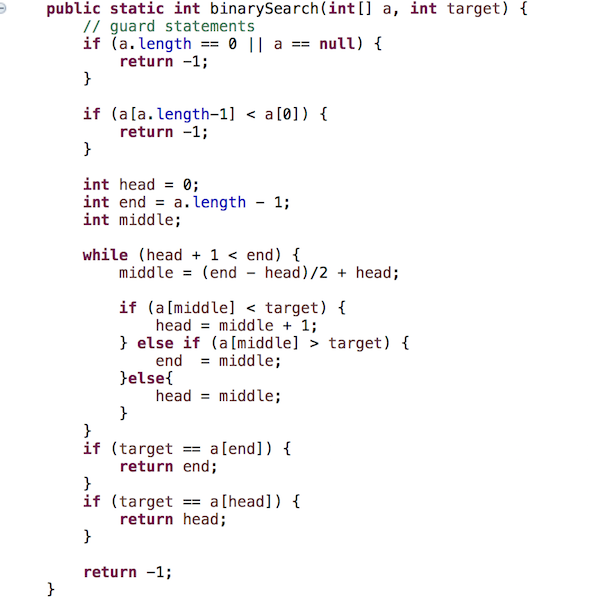 public static int binarySearch(int[] a, int target) {
// guard statements
if (a.length == 0 || a == null) {
return -1;
}
if (a[a.length-1] < a[0]) {
return -1;
}
int head = 0;
int end = a.length - 1;
int middle;
while (head + 1 < end) {
middle = (end - head)/2 + head;
if (a[middle] < target) {
head = middle + 1;
} else if (a[middle] > target) {
end  = middle;
}else{
head = middle;
}
}
if (target == a[end]) {
return end;
}
if (target == a[head]) {
return head;
}
return -1;
}